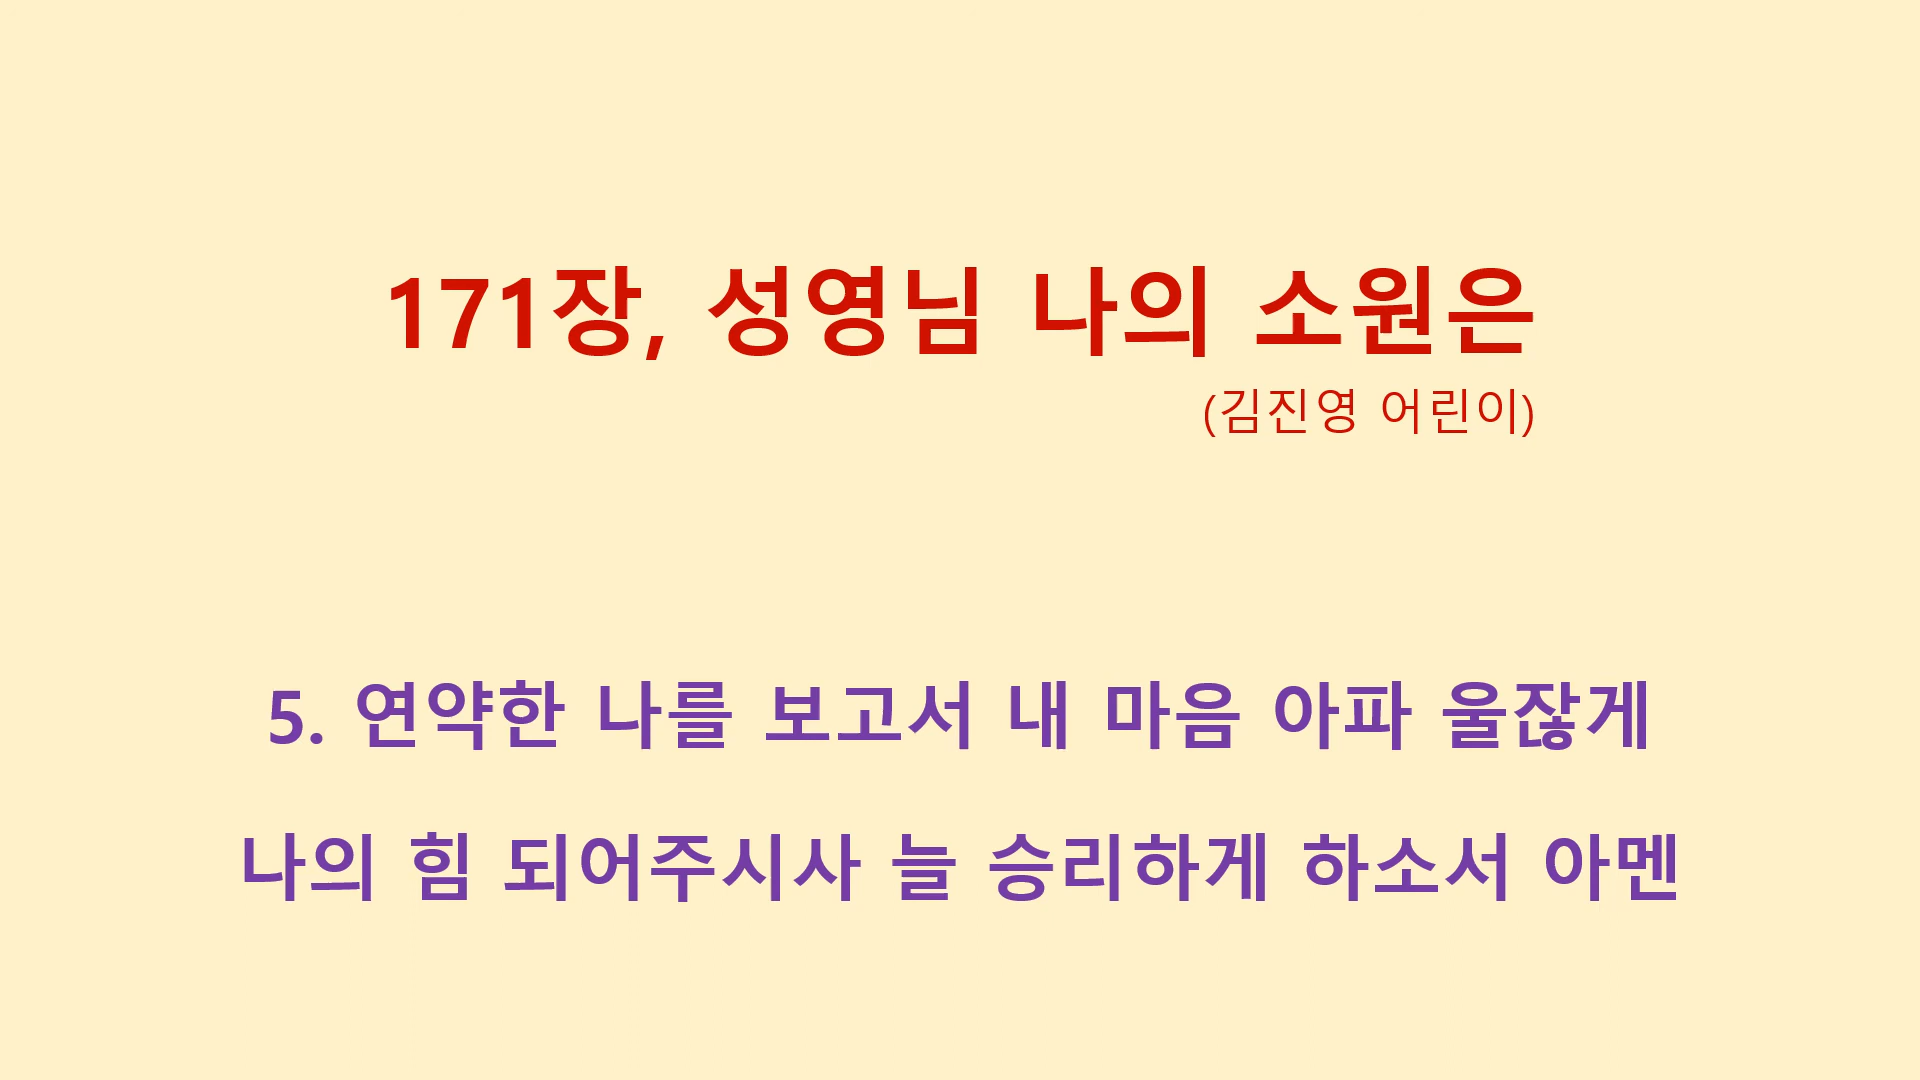 171장, 성영님 나의 소원은
(김진영 어린이)
5. 연약한 나를 보고서 내 마음 아파 울잖게
나의 힘 되어주시사 늘 승리하게 하소서 아멘